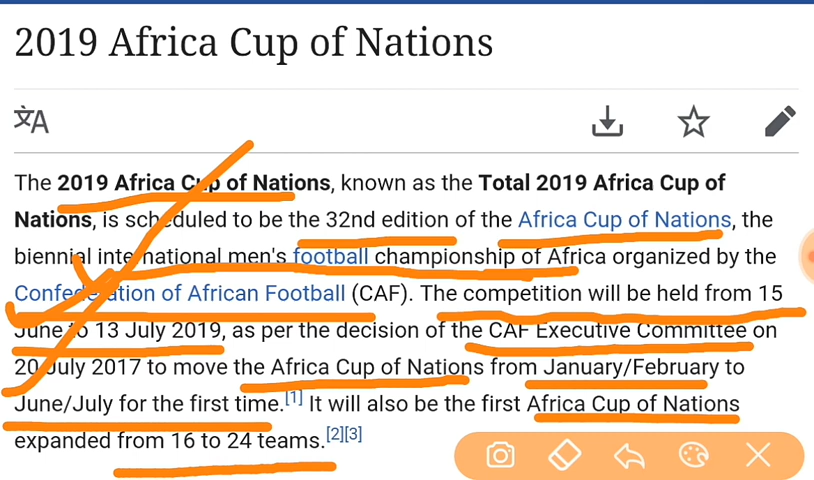 2019 Africa Cup of Nations
The 2019 Africa Cup of Nations, known as the Total 2019 Africa Cup of
Nations, is scheduled to be the 32nd edition of the Africa Cup of Nations, the
biennial international men's football championship of Africa organized by the
Confederation of African Football (CAF). The competition will be held from 15
June to 13 July 2019, as per the decision of the CAF Executive Committee on
20 July 2017 to move the Africa Cup of Nations from January/February to
June/July for the first time.[1] It will also be the first Africa Cup of Nations
expanded from 16 to 24 teams.[2][3]